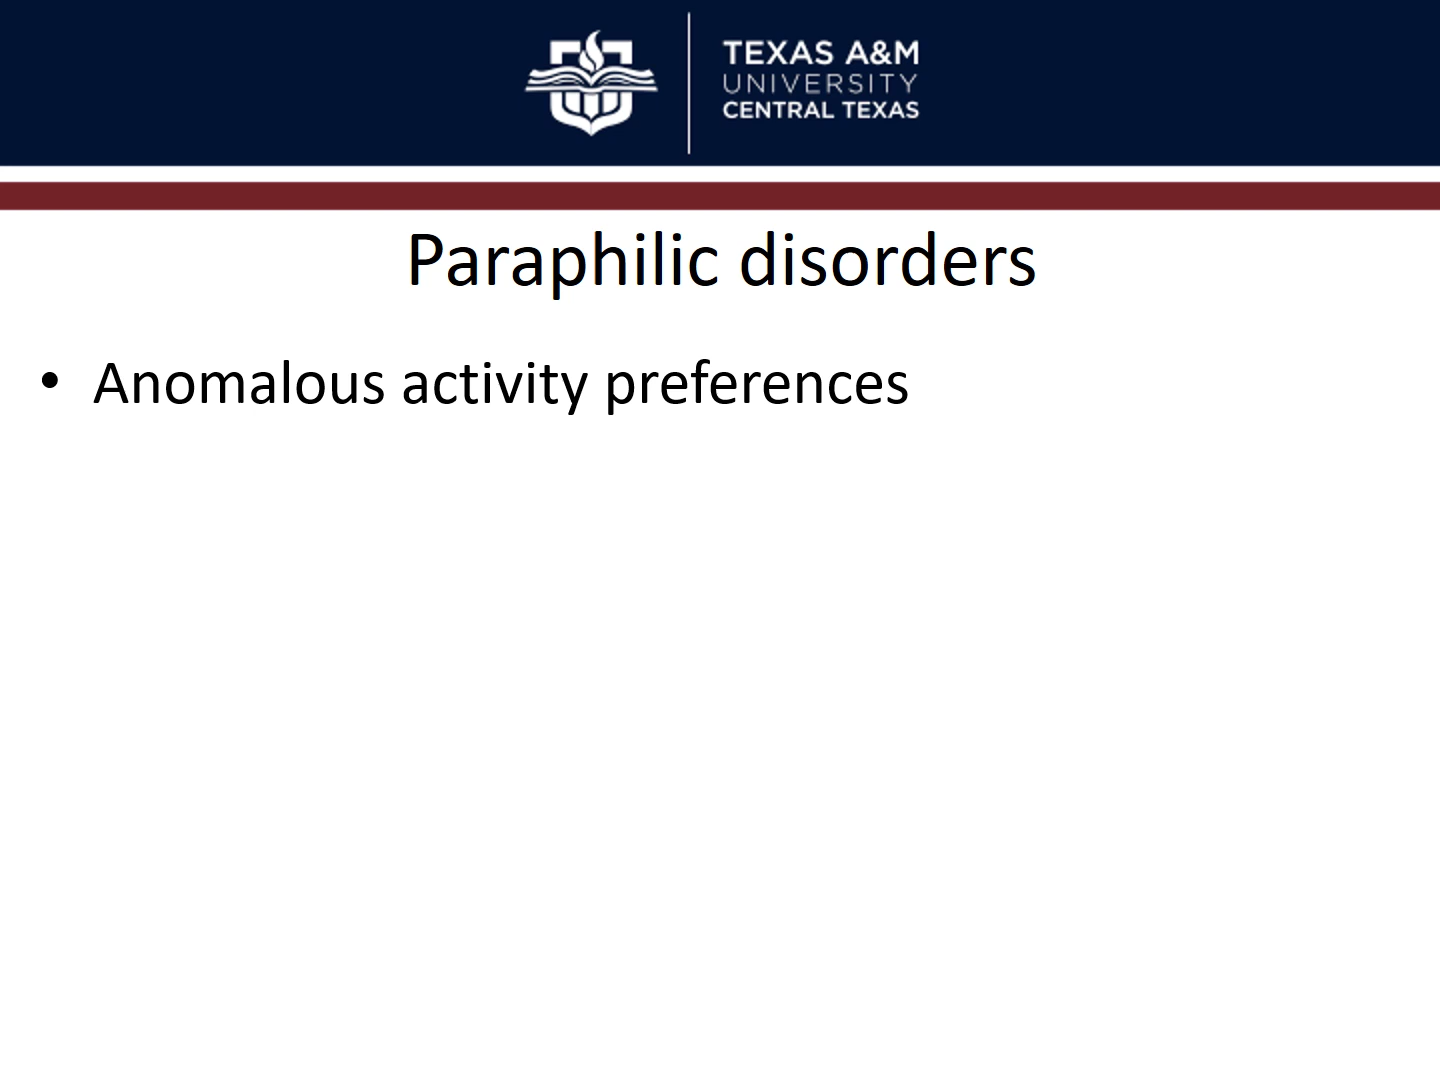 TEXAS A&M
UNIVERSITY
CENTRAL TEXAS
Paraphilic disorders
• Anomalous activity preferences